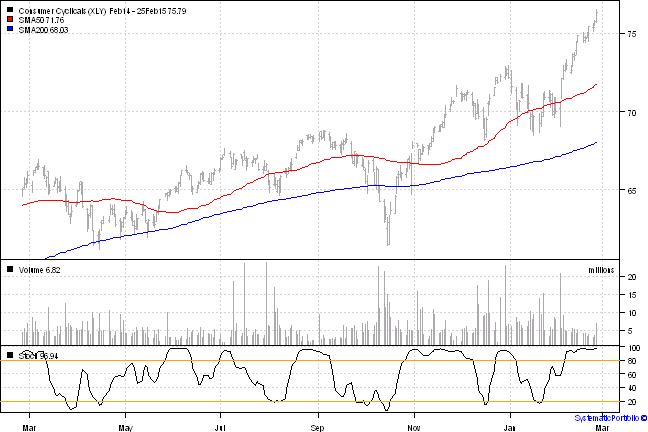 Consumer Cyclicals (XLY) Feb14 - 25Feb15 75.79
SMA50 71.76
SMA200 68.03
75
70
65
Volume 6.82
millions
20
15
10
5
Stoch 96.94
100
80
60
40
20
Mar May Jul Sep Nov Jan Mar
SystematicPortfolio ©